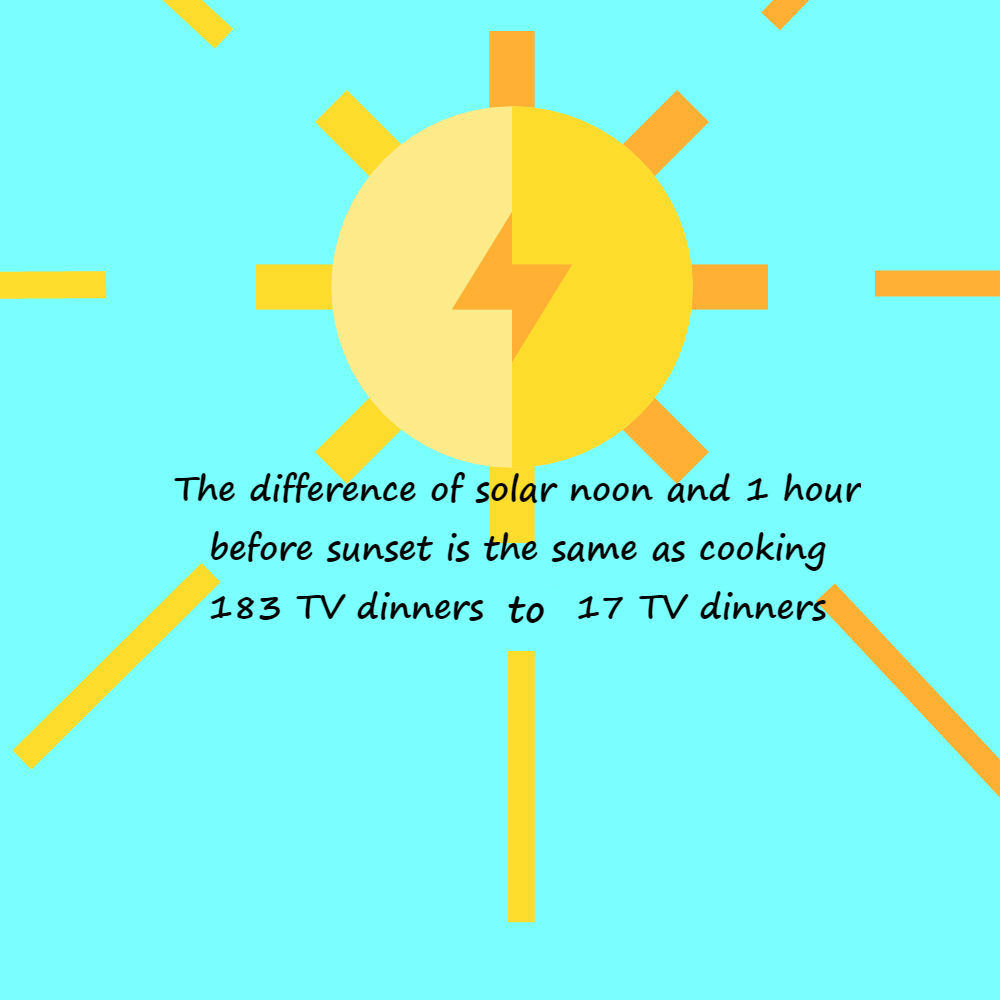 The difference of solar noon and 1 hour
before sunset is the same as cooking
183 TV dinners to 17 TV dinners